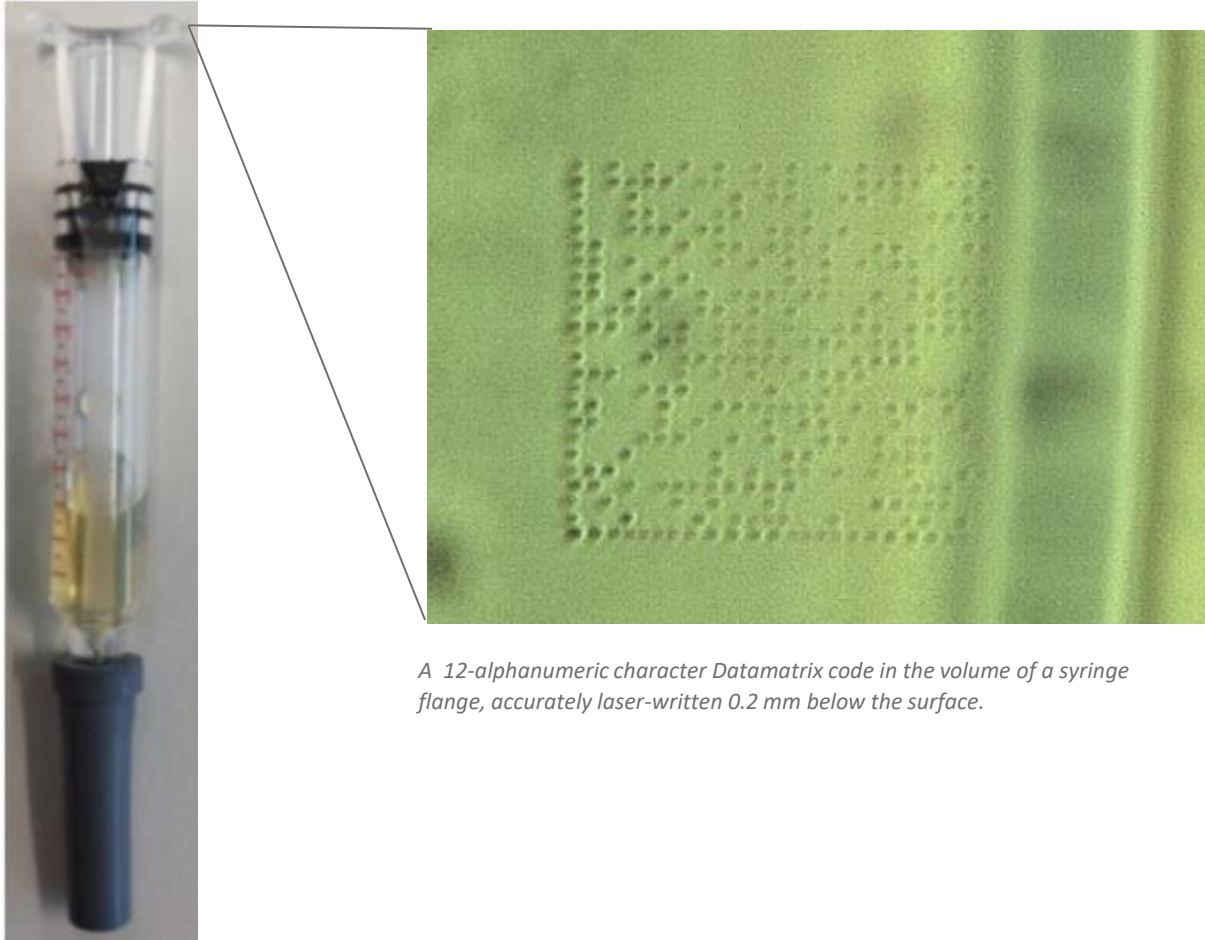 A 12-alphanumeric character Datamatrix code in the volume of a syringe
flange, accurately laser-written 0.2 mm below the surface.